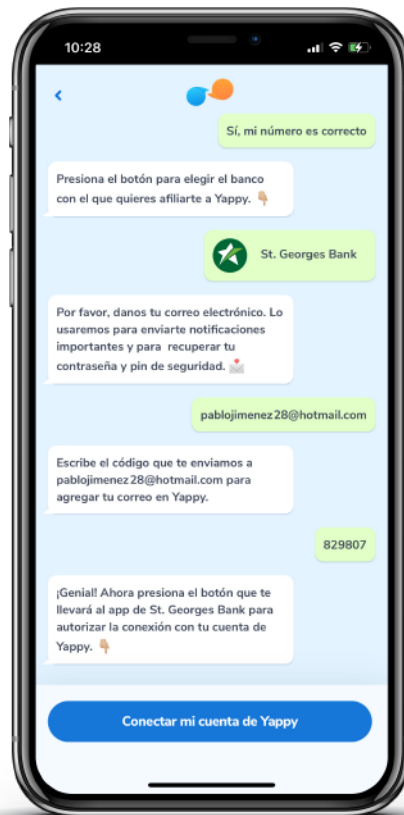 10:28
Sí, mi número es correcto
Presiona el botón para elegir el banco
con el que quieres afiliarte a Yappy.
St. Georges Bank
Por favor, danos tu correo electrónico. Lo
usaremos para enviarte notificaciones
importantes y para recuperar tu
contraseña y pin de seguridad.
pablojimenez28@hotmail.com
Escribe el código que te enviamos a
pablojimenez28@hotmail.com para
agregar tu correo en Yappy.
829807
¡Genial! Ahora presiona el botón que te
llevará al app de St. Georges Bank para
autorizar la conexión con tu cuenta de
Yappy.
Conectar mi cuenta de Yappy